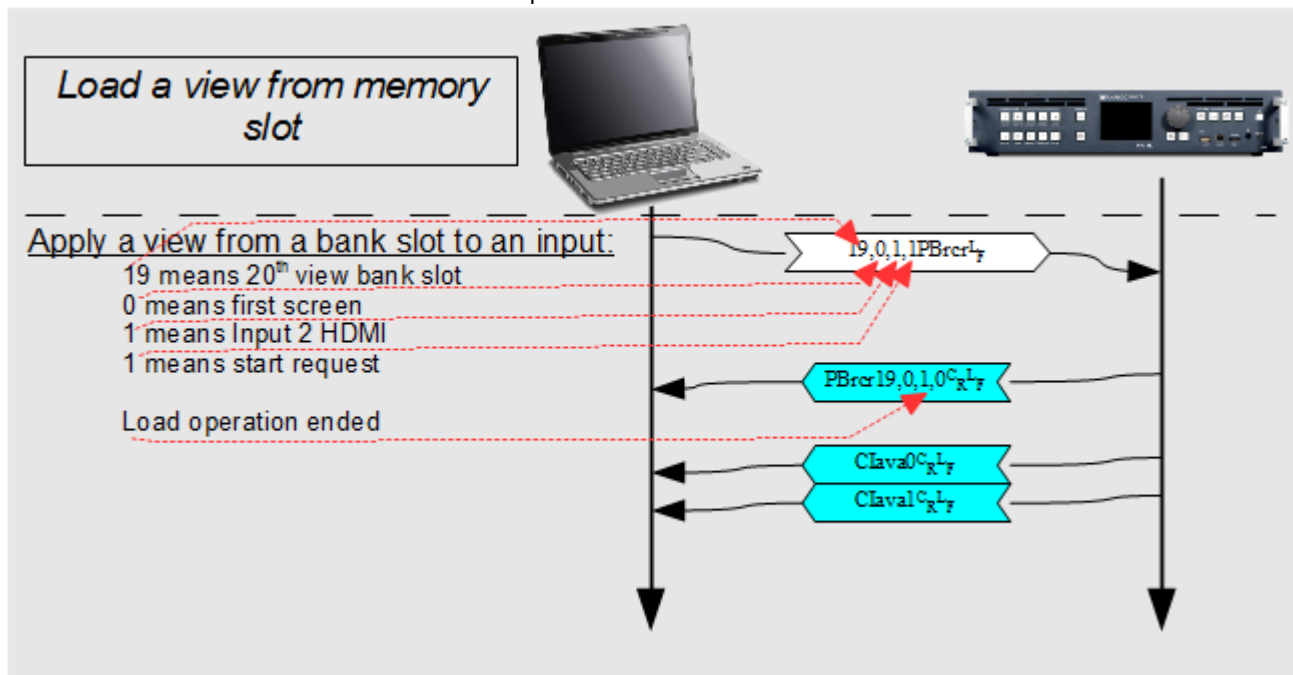 Load a view from memory
slot
Apply a view from a bank slot to an input:
19,0,1,1PBrcrLF
19 means 20th view bank slot
0 means first screen
1 means Input 2 HDMI
1 means start request
PBrcr19,0,1,0CRLF
Load operation ended
CIava0CRLF
CIava1CRLF